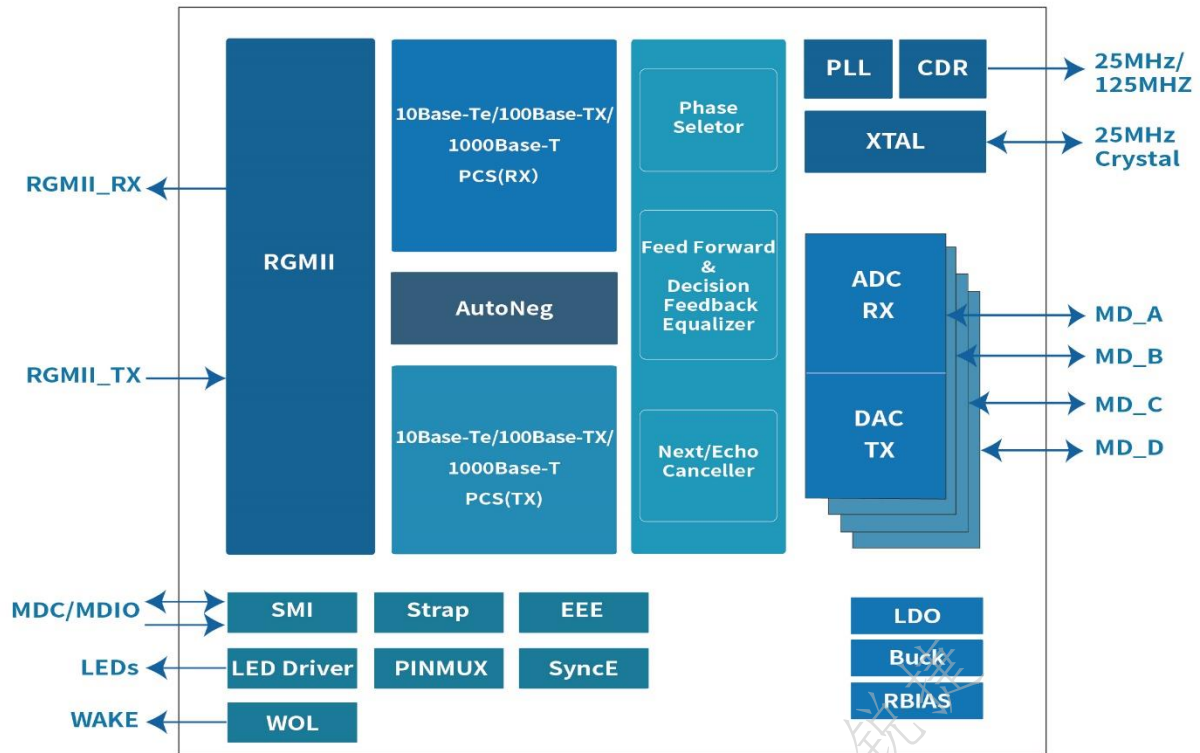 RGMII_RX
RGMII_TX
RGMII
10Base-Te/100Base-TX/
1000Base-T
PCS(RX）
AutoNeg
10Base-Te/100Base-TX/
1000Base-T
PCS(TX)
Phase
Seletor
Feed Forward
&
Decision
Feedback
Equalizer
Next/Echo
Canceller
PLL
CDR
25MHz/
125MHZ
XTAL
25MHz
Crystal
ADC
RX
DAC
TX
MD_A
MD_B
MD_C
MD_D
MDC/MDIO
SMI
Strap
EEE
LEDs
LED Driver
PINMUX
SyncE
WAKE
WOL
LDO
Buck
RBIAS
锐捷